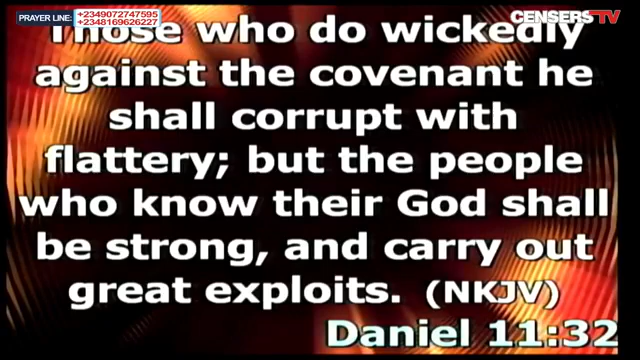 PRAYER LINE:
+2349072747595
+2348169626227
CENSERSTV
Those who do wickedly
against the covenant he
shall corrupt with
flattery; but the people
who know their God shall
be strong, and carry out
great exploits. (NKJV)
Daniel 11:32